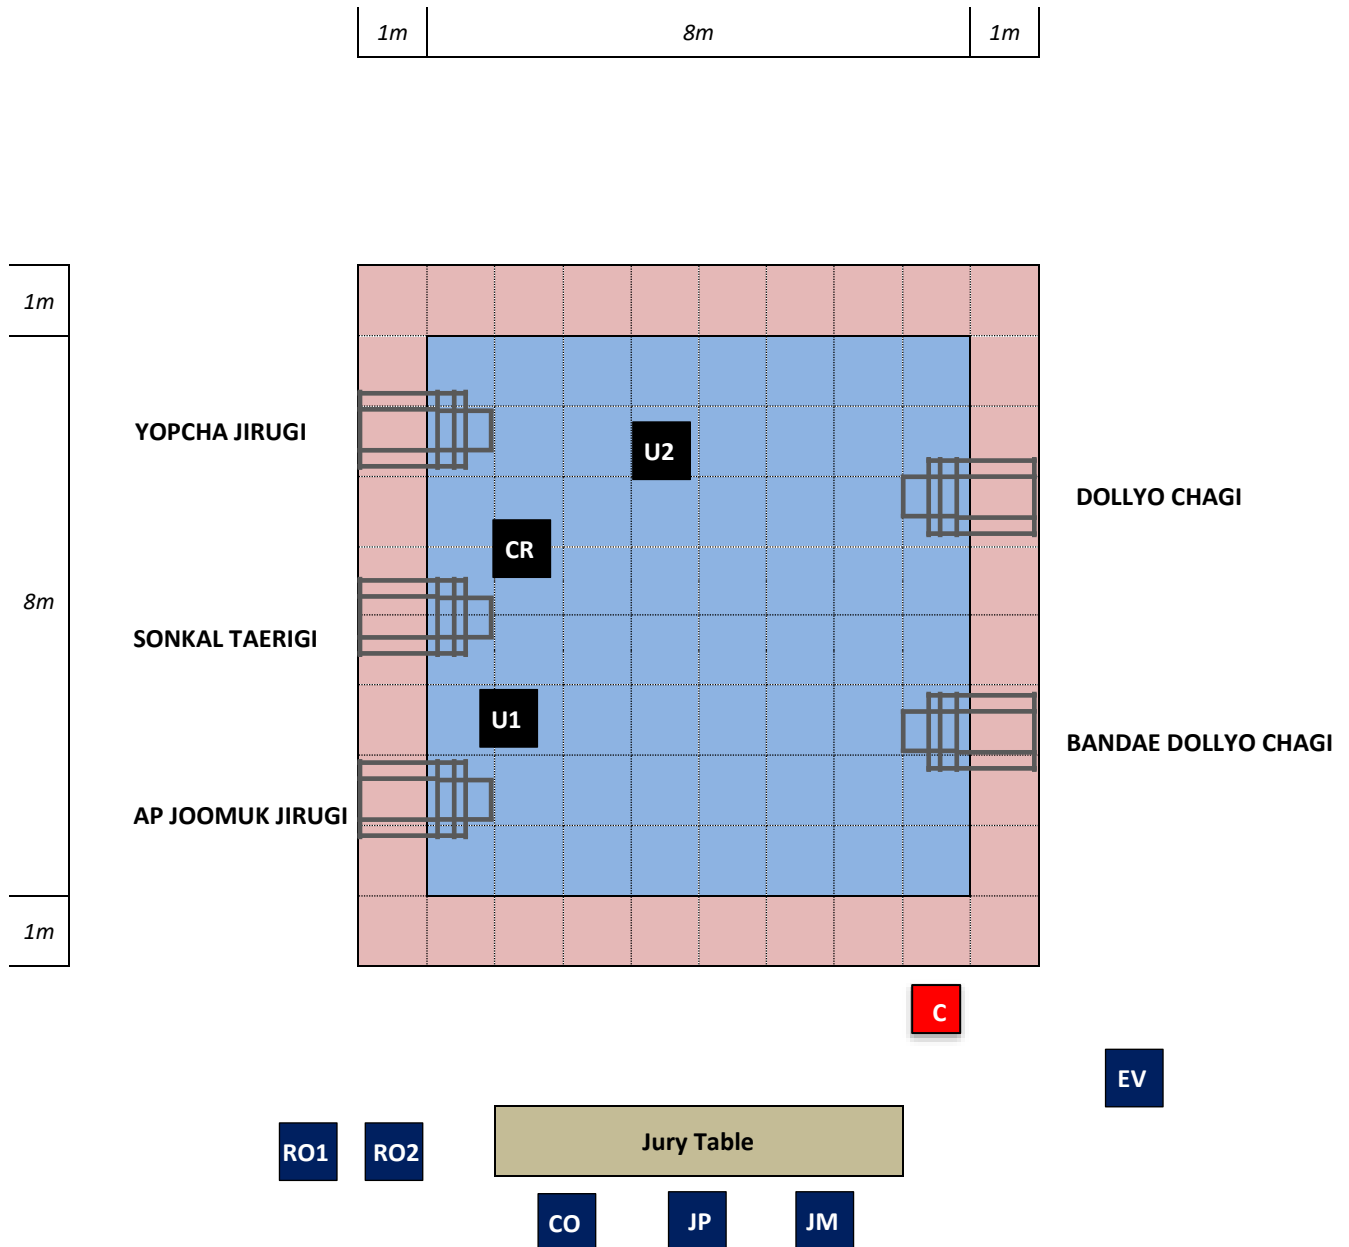 1m
8m
1m
1m
YOPCHA JIRUGI
U2
DOLLYO CHAGI
CR
8m
SONKAL TAERIGI
U1
BANDAE DOLLYO CHAGI
AP JOOMUK JIRUGI
1m
C
EV
RO1
RO2
Jury Table
CO
JP
JM